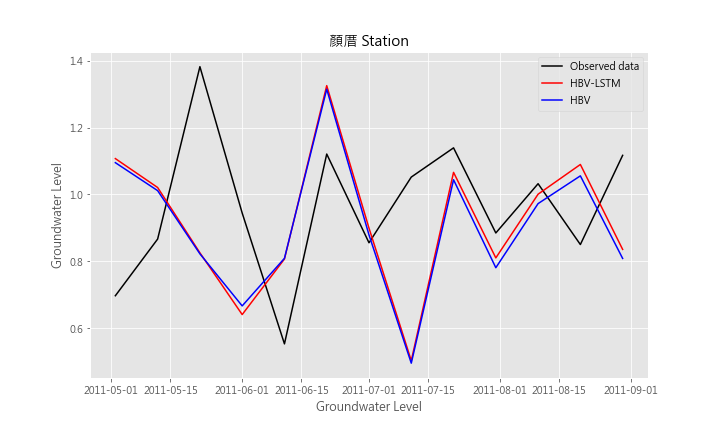 顏厝 Station
Observed data
HBV-LSTM
HBV
Groundwater Level
1.4
1.2
1.0
0.8
0.6
2011-05-01 2011-05-15 2011-06-01 2011-06-15 2011-07-01 2011-07-15 2011-08-01 2011-08-15 2011-09-01
Groundwater Level